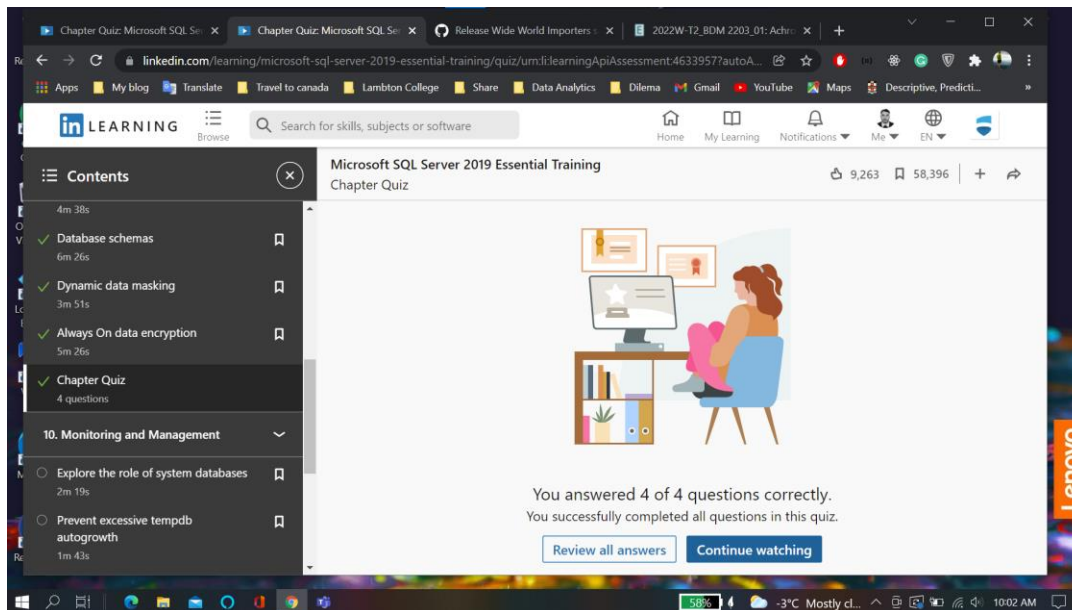 Chapter Quiz: Microsoft SQL Se
Chapter Quiz: Microsoft SQL Ser
Release Wide World Importers s
2022W-T2_BDM 2203_01: Achro
linkedin.com/learning/microsoft-sql-server-2019-essential-training/quiz/urn:li:learningApiAssessment:4633957?autoA...
Apps My blog Translate Travel to canada Lambton College Share Data Analytics Dilema Gmail YouTube Maps Descriptive, Predicti... »
in LEARNING
Browse
Search for skills, subjects or software
Home My Learning Notifications Me EN
Contents
Microsoft SQL Server 2019 Essential Training
Chapter Quiz
9,263 58,396
4m 38s
Database schemas
6m 26s
Dynamic data masking
3m 51s
Always On data encryption
5m 26s
Chapter Quiz
4 questions
10. Monitoring and Management
Explore the role of system databases
2m 19s
Prevent excessive tempdb
autogrowth
1m 43s
You answered 4 of 4 questions correctly.
You successfully completed all questions in this quiz.
Review all answers Continue watching
Lenovo
58% -3°C Mostly cl... 10:02 AM